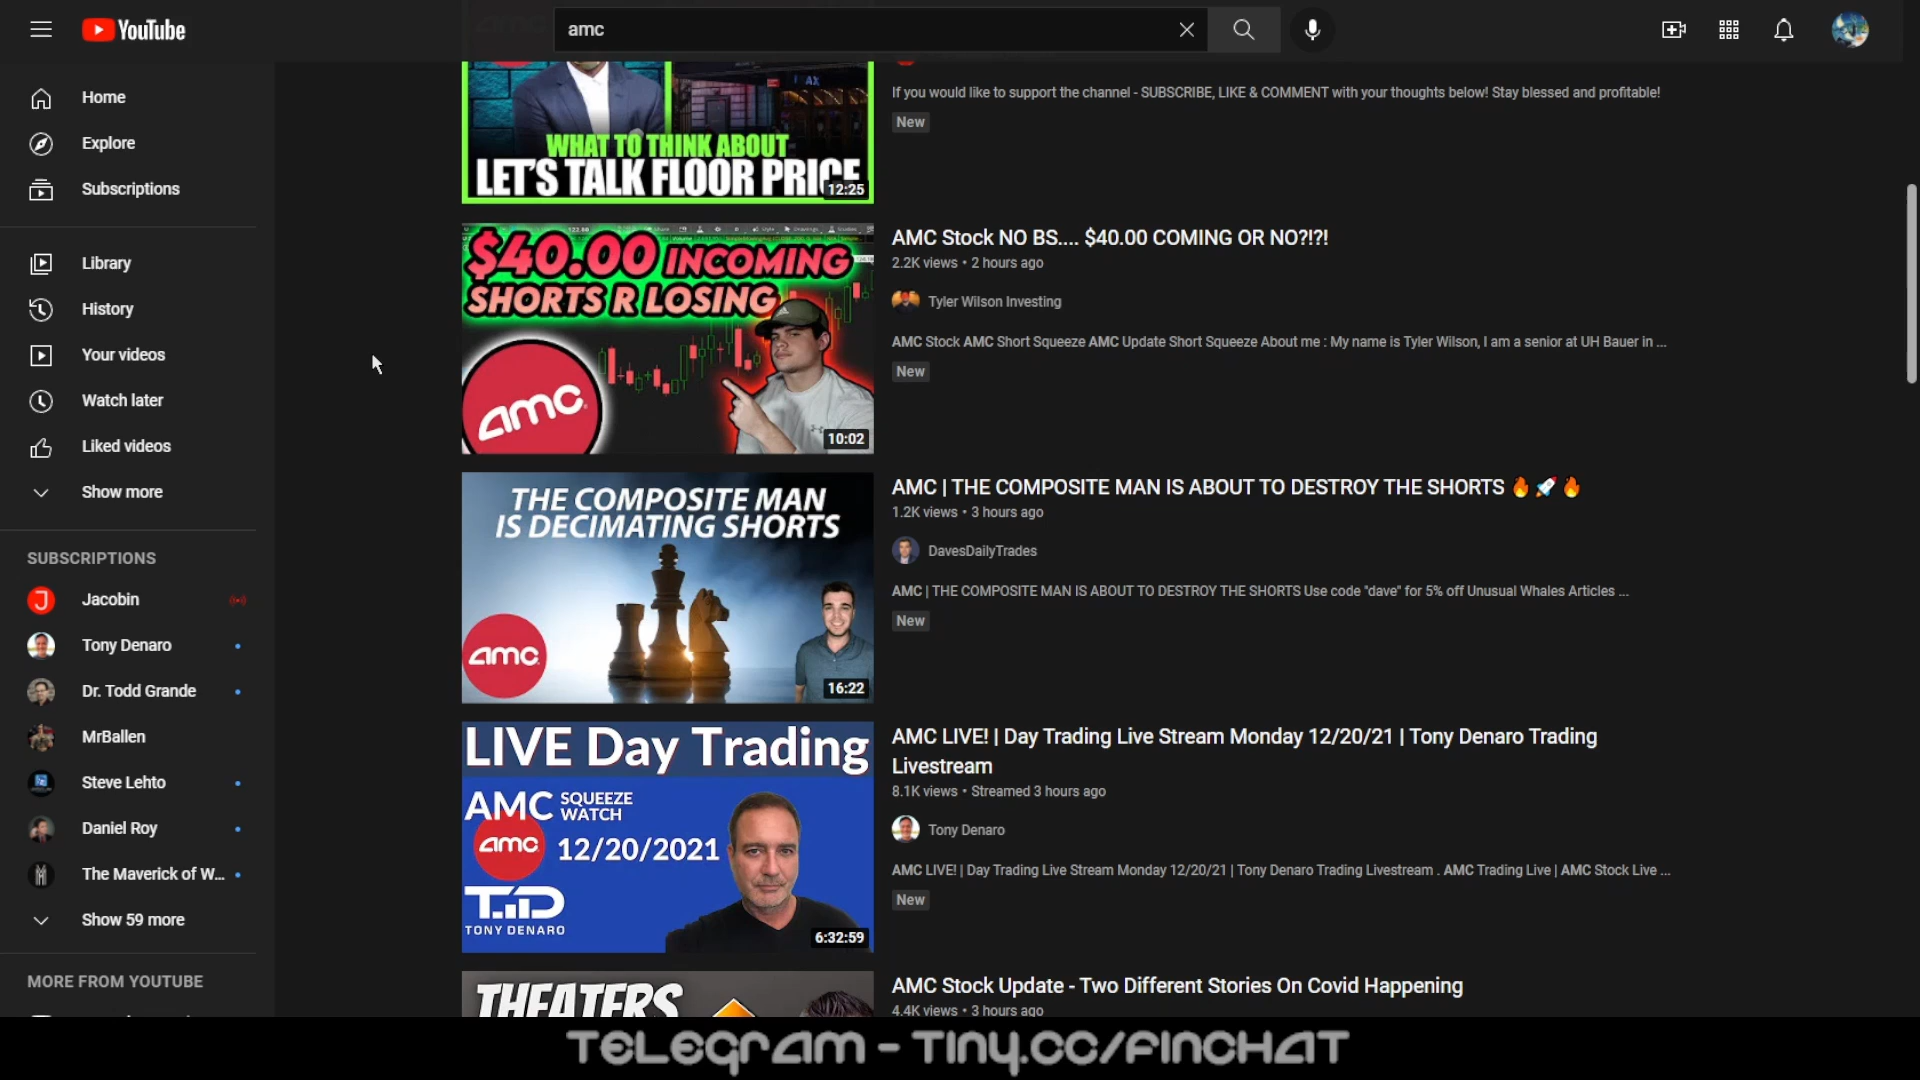 YouTube
amc
Home
Explore
Subscriptions
Library
History
Your videos
Watch later
Liked videos
Show more
SUBSCRIPTIONS
Jacobin
Tony Denaro
Dr. Todd Grande
MrBallen
Steve Lehto
Daniel Roy
The Maverick of W...
Show 59 more
MORE FROM YOUTUBE
WHAT TO THINK ABOUT
LET'S TALK FLOOR PRICE
12:25
If you would like to support the channel - SUBSCRIBE, LIKE & COMMENT with your thoughts below! Stay blessed and profitable!
New
$40.00 INCOMING
SHORTS R LOSING
amc
10:02
AMC Stock NO BS.... $40.00 COMING OR NO?!?!
2.2K views • 2 hours ago
Tyler Wilson Investing
AMC Stock AMC Short Squeeze AMC Update Short Squeeze About me : My name is Tyler Wilson, I am a senior at UH Bauer in ...
New
THE COMPOSITE MAN
IS DECIMATING SHORTS
amc
16:22
AMC | THE COMPOSITE MAN IS ABOUT TO DESTROY THE SHORTS 🔥🚀🔥
1.2K views • 3 hours ago
DavesDailyTrades
AMC | THE COMPOSITE MAN IS ABOUT TO DESTROY THE SHORTS Use code "dave" for 5% off Unusual Whales Articles ...
New
LIVE Day Trading
AMC SQUEEZE WATCH
amc 12/20/2021
TD
TONY DENARO
6:32:59
AMC LIVE! | Day Trading Live Stream Monday 12/20/21 | Tony Denaro Trading
Livestream
8.1K views • Streamed 3 hours ago
Tony Denaro
AMC LIVE! | Day Trading Live Stream Monday 12/20/21 | Tony Denaro Trading Livestream . AMC Trading Live | AMC Stock Live ...
New
THEATERS
AMC Stock Update - Two Different Stories On Covid Happening
4.4K views • 3 hours ago
TELEGRAM - TINY.CC/FINCHAT